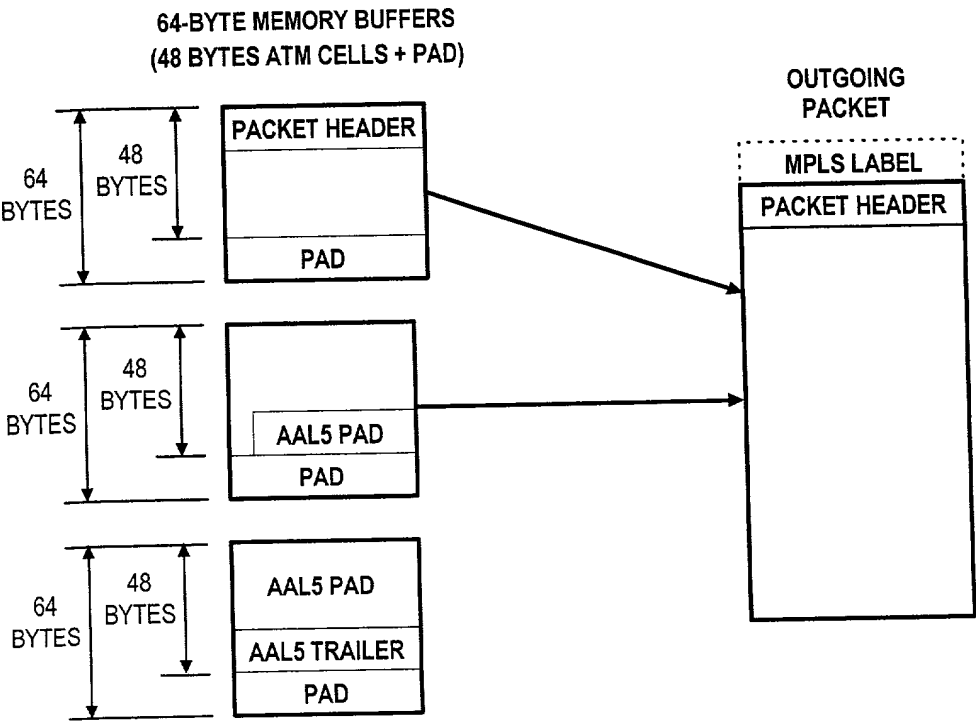 64-BYTE MEMORY BUFFERS
(48 BYTES ATM CELLS + PAD)
OUTGOING
PACKET
MPLS LABEL
PACKET HEADER
64
BYTES
48
BYTES
PACKET HEADER
PAD
64
BYTES
48
BYTES
AAL5 PAD
PAD
64
BYTES
48
BYTES
AAL5 PAD
AAL5 TRAILER
PAD